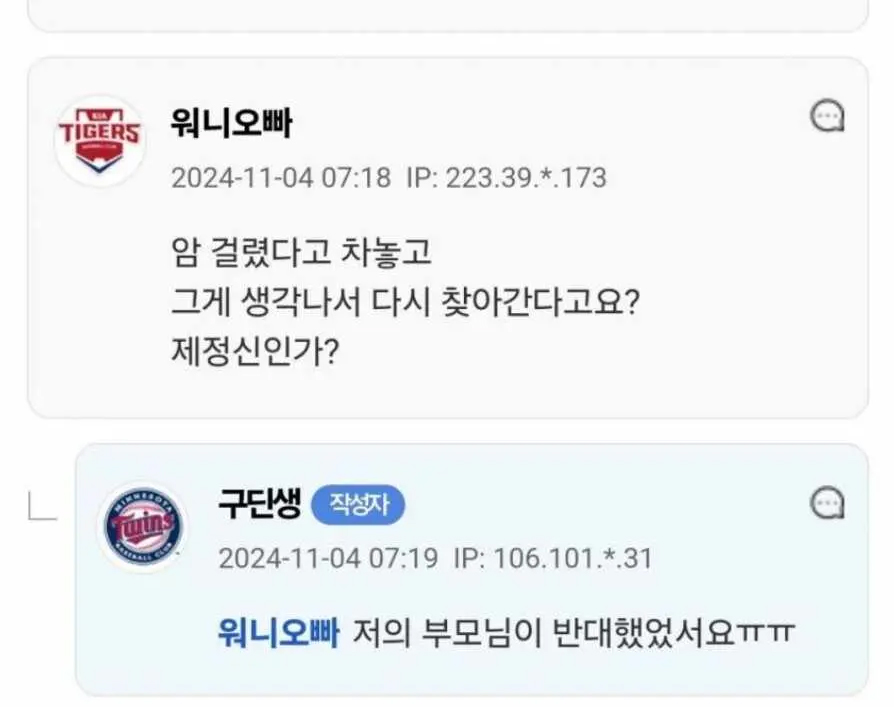 KIA
TIGERS
워니오빠
2024-11-04 07:18 IP: 223.39.*.173
암 걸렸다고 차놓고
그게 생각나서 다시 찾아간다고요?
제정신인가?
MINNESOTA
Twins
BASEBALL CLUB
구딘생 작성자
2024-11-04 07:19 IP: 106.101.*.31
워니오빠 저의 부모님이 반대했었서요ㅠㅠ